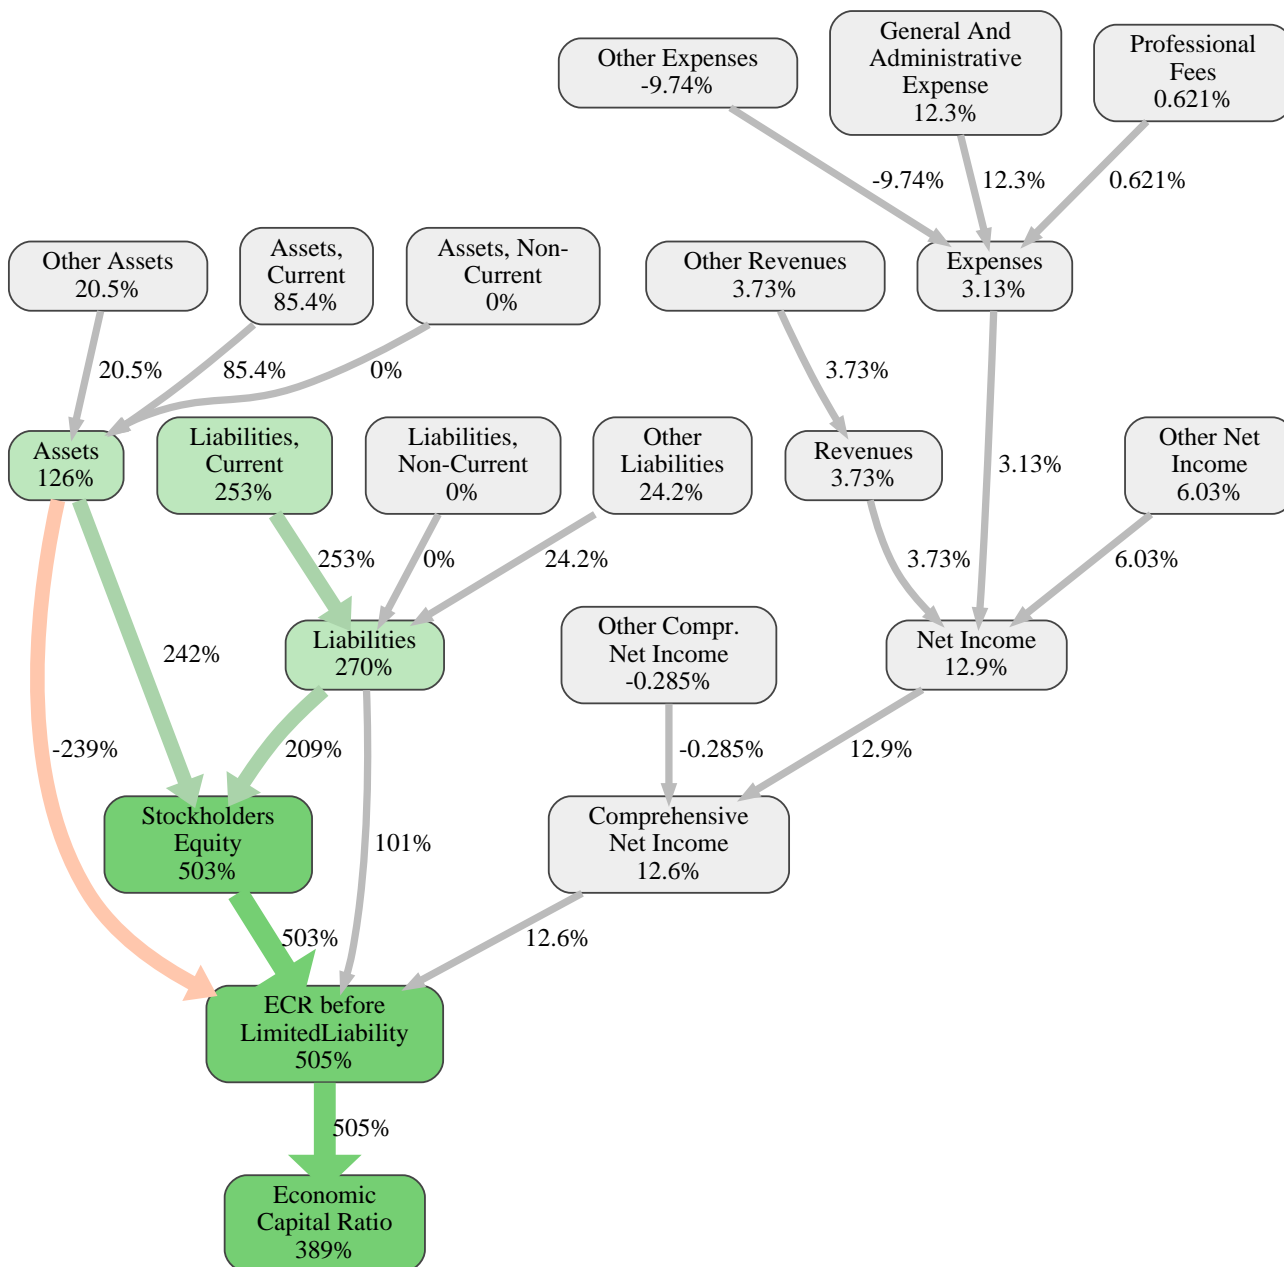 Other Expenses
-9.74%
General And
Administrative
Expense
12.3%
Professional
Fees
0.621%
-9.74%
12.3%
0.621%
Other Assets
20.5%
Assets,
Current
85.4%
Assets, Non-
Current
0%
Other Revenues
3.73%
Expenses
3.13%
20.5%
85.4%
0%
3.73%
Assets
126%
Liabilities,
Current
253%
Liabilities,
Non-Current
0%
Other
Liabilities
24.2%
Revenues
3.73%
3.13%
Other Net
Income
6.03%
253%
0%
24.2%
3.73%
6.03%
242%
Liabilities
270%
Other Compr.
Net Income
-0.285%
Net Income
12.9%
-239%
209%
-0.285%
12.9%
Stockholders
Equity
503%
101%
Comprehensive
Net Income
12.6%
503%
12.6%
ECR before
LimitedLiability
505%
505%
Economic
Capital Ratio
389%